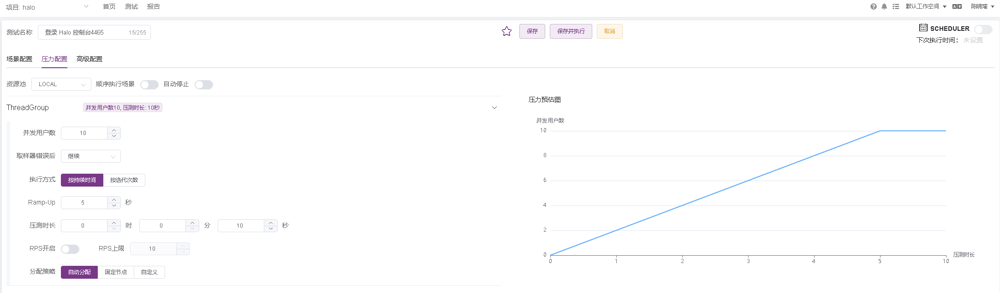 项目: halo 首页 测试 报告 默认工作空间 陈婉瑜
测试名称 登录 Halo 控制台4465 15/255 保存 保存并执行 取消 SCHEDULER
下次执行时间: 未设置
场景配置 压力配置 高级配置
资源池 LOCAL 顺序执行场景 自动停止
压力预估图
ThreadGroup 并发用户数10, 压测时长: 10秒
并发用户数 10
取样器错误后 继续
执行方式 按持续时间 按迭代次数
Ramp-Up 5 秒
压测时长 0 时 0 分 10 秒
RPS开启 RPS上限 10
分配策略 自动分配 固定节点 自定义
并发用户数
10
8
6
4
2
0
0 1 2 3 4 5 10
压测时长